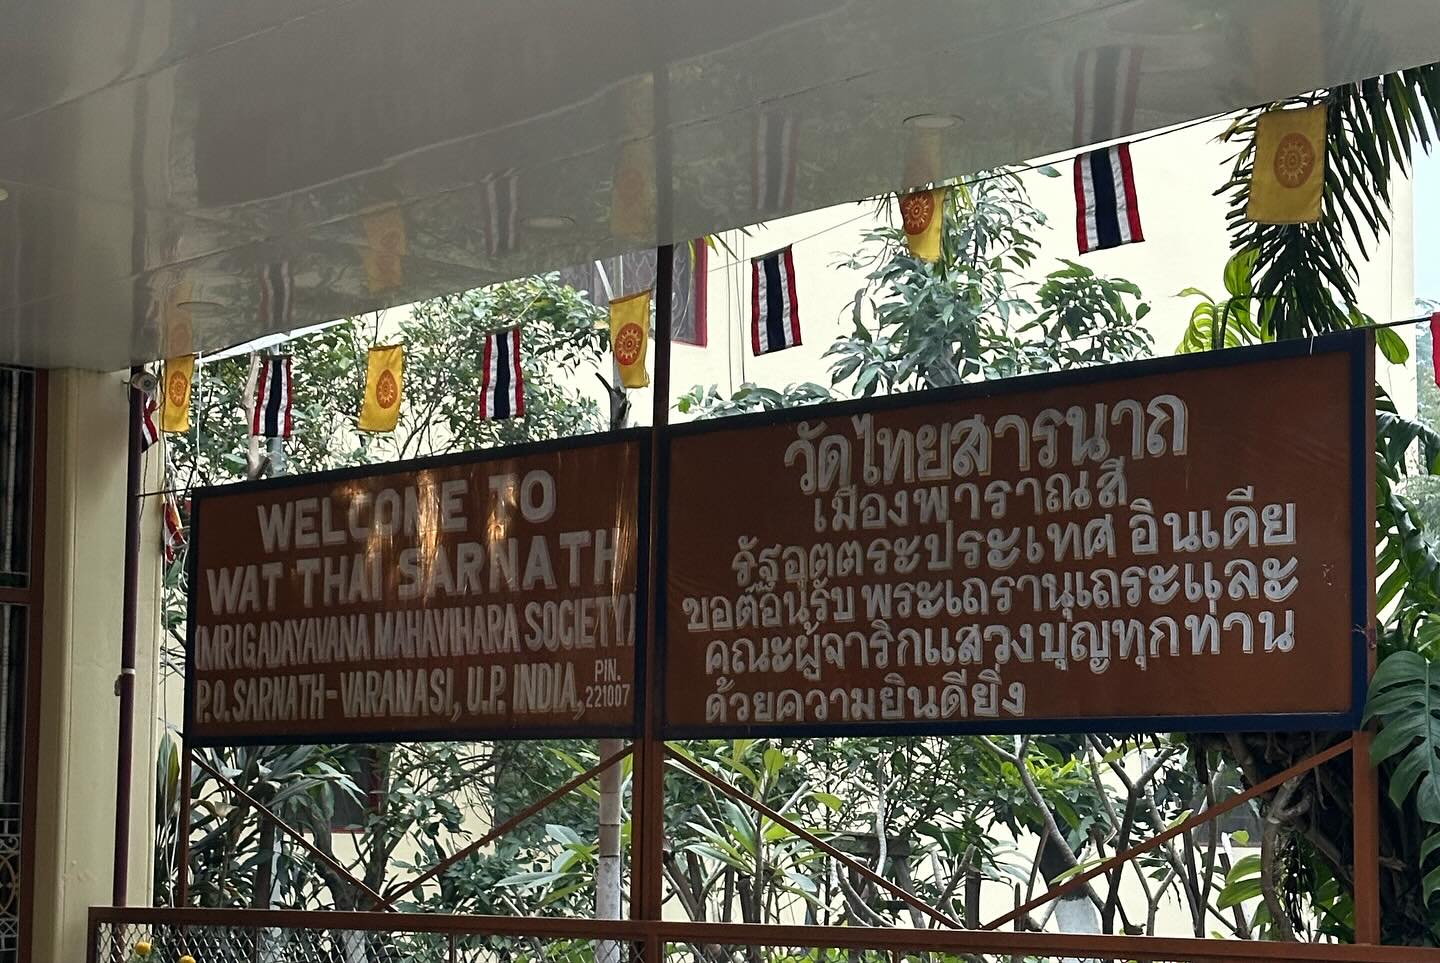 WELCOME TO
WAT THAI SARNATH
(MRIGADAYAVANA MAHAVIHARA SOCIETY)
P.O. SARNATH-VARANASI, U.P. INDIA, PIN. 221007
วัดไทยสารนาถ
เมืองพาราณสี
รัฐอุตตระประเทศ อินเดีย
ขอต้อนรับ พระเถรานุเถระและ
คณะผู้จาริกแสวงบุญทุกท่าน
ด้วยความยินดียิ่ง